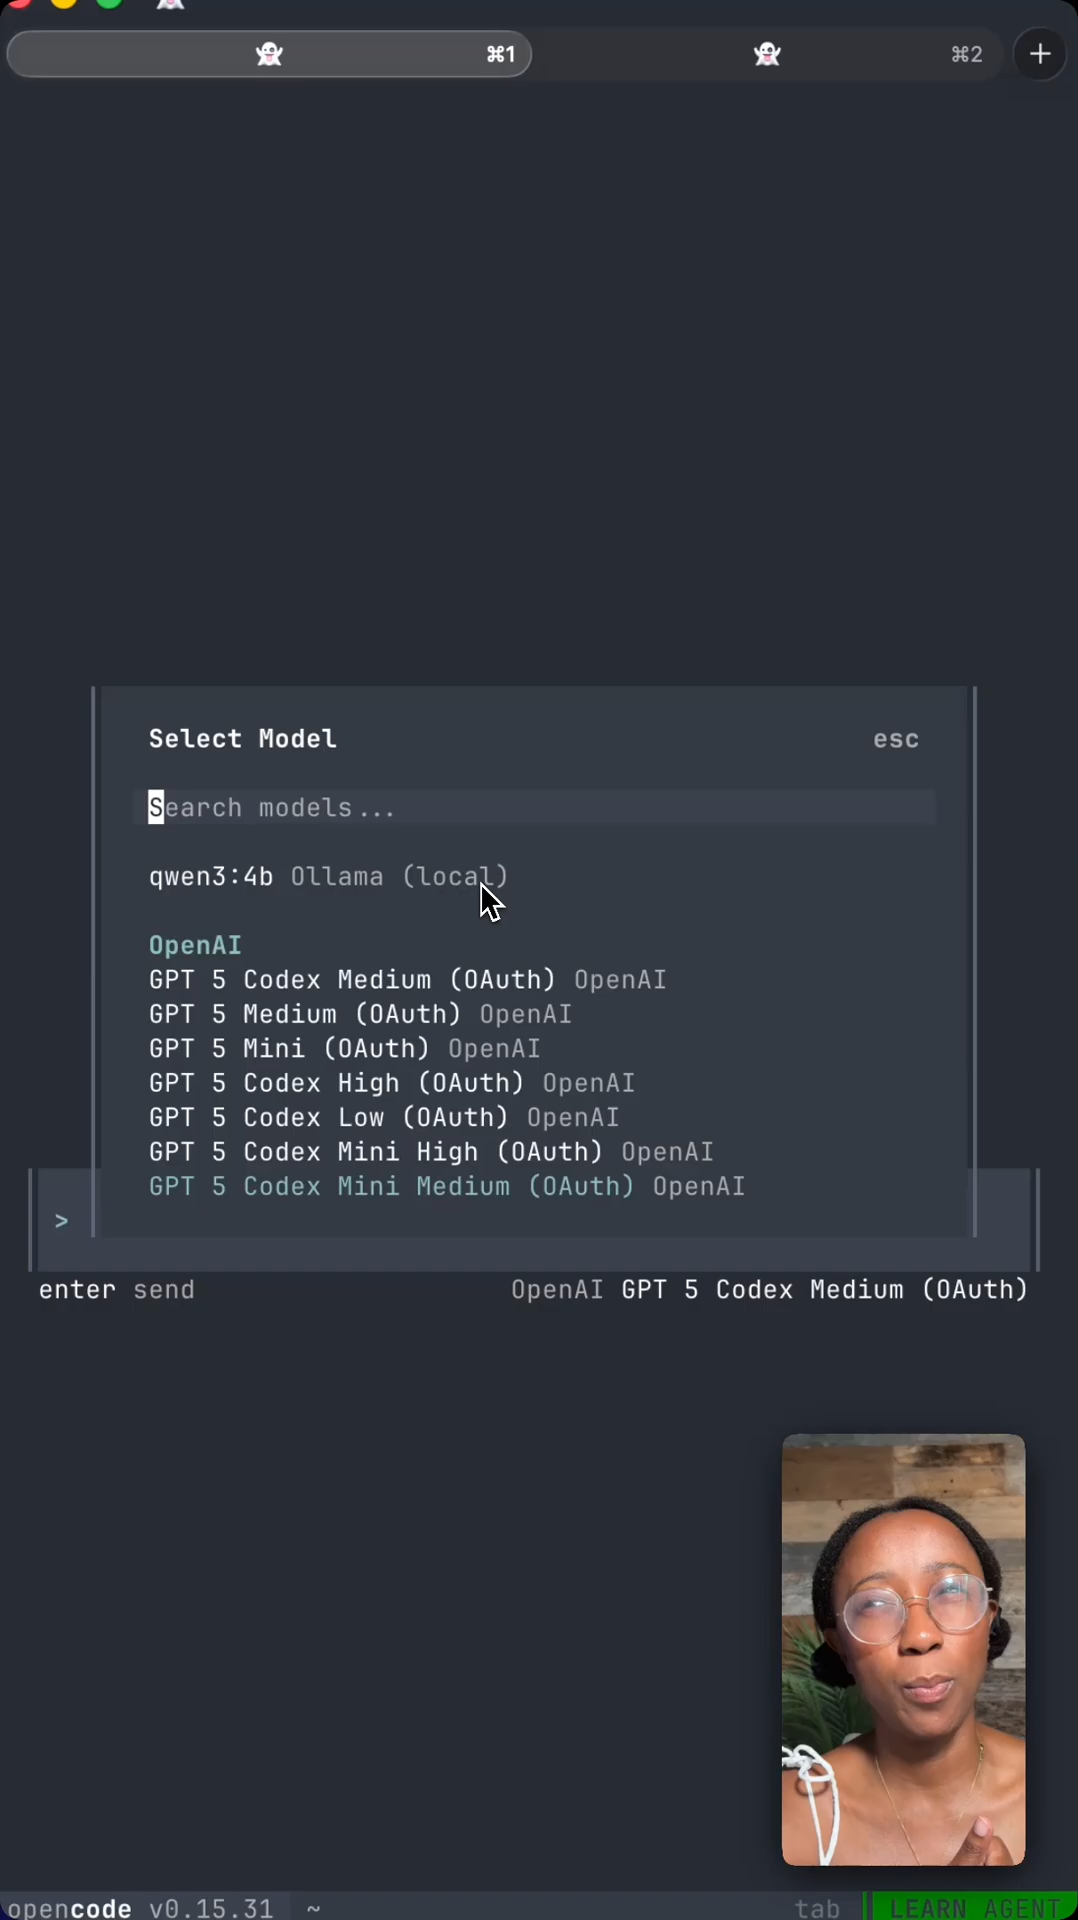 ⌘1
⌘2
Select Model esc
Search models...
qwen3:4b Ollama (local)
OpenAI
GPT 5 Codex Medium (OAuth) OpenAI
GPT 5 Medium (OAuth) OpenAI
GPT 5 Mini (OAuth) OpenAI
GPT 5 Codex High (OAuth) OpenAI
GPT 5 Codex Low (OAuth) OpenAI
GPT 5 Codex Mini High (OAuth) OpenAI
GPT 5 Codex Mini Medium (OAuth) OpenAI
>
enter send OpenAI GPT 5 Codex Medium (OAuth)
opencode v0.15.31 ~ tab LEARN AGENT